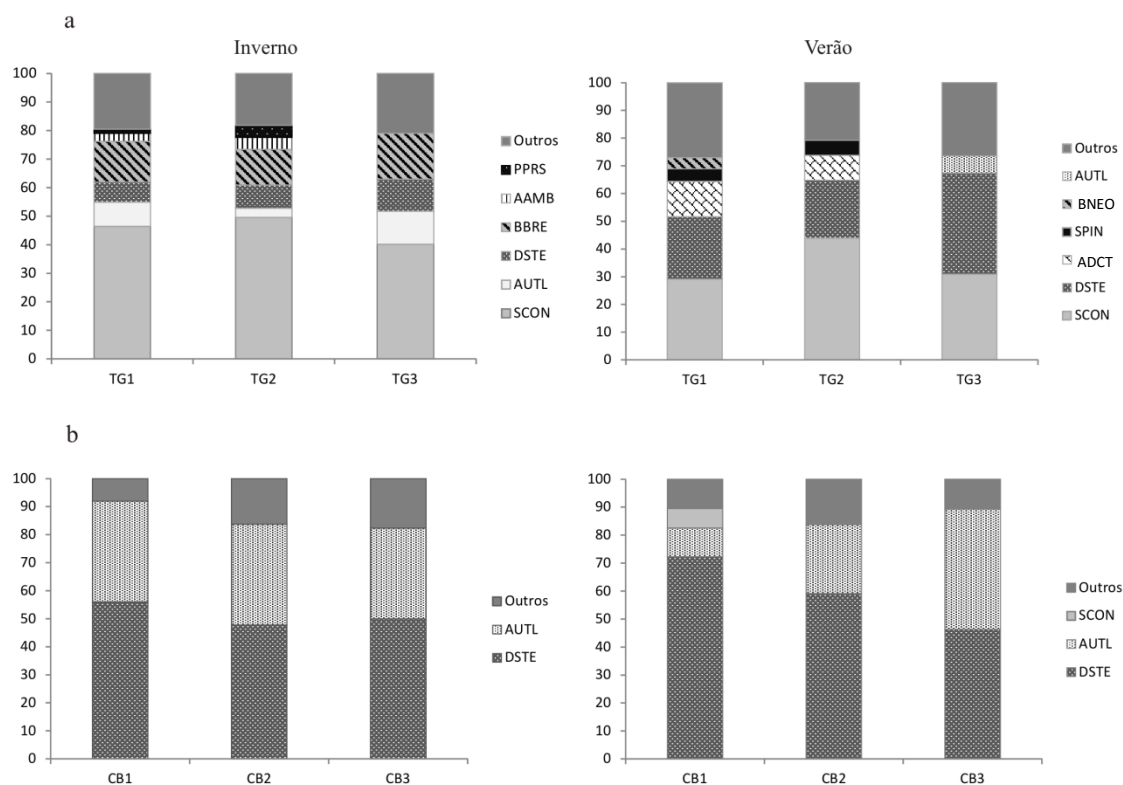 a
Inverno
100
90
80
70
60
50
40
30
20
10
0
TG1 TG2 TG3
Outros
PPRS
AAMB
BBRE
DSTE
AUTL
SCON
Verão
100
90
80
70
60
50
40
30
20
10
0
TG1 TG2 TG3
Outros
AUTL
BNEO
SPIN
ADCT
DSTE
SCON
b
100
90
80
70
60
50
40
30
20
10
0
CB1 CB2 CB3
Outros
AUTL
DSTE
100
90
80
70
60
50
40
30
20
10
0
CB1 CB2 CB3
Outros
SCON
AUTL
DSTE